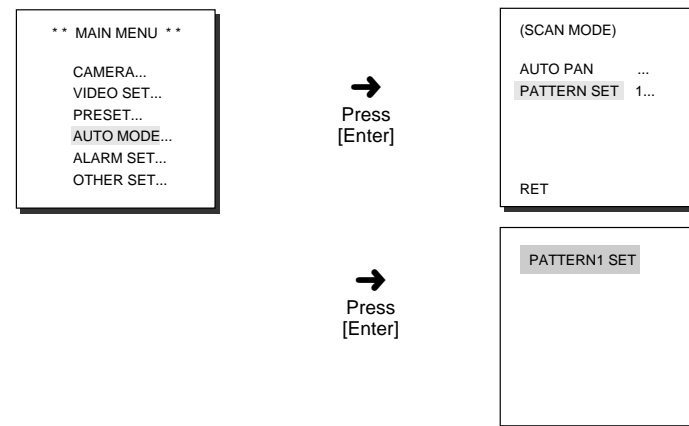 * * MAIN MENU * *
CAMERA...
VIDEO SET...
PRESET...
AUTO MODE...
ALARM SET...
OTHER SET...
Press
[Enter]
(SCAN MODE)
AUTO PAN ...
PATTERN SET 1...
RET
Press
[Enter]
PATTERN1 SET